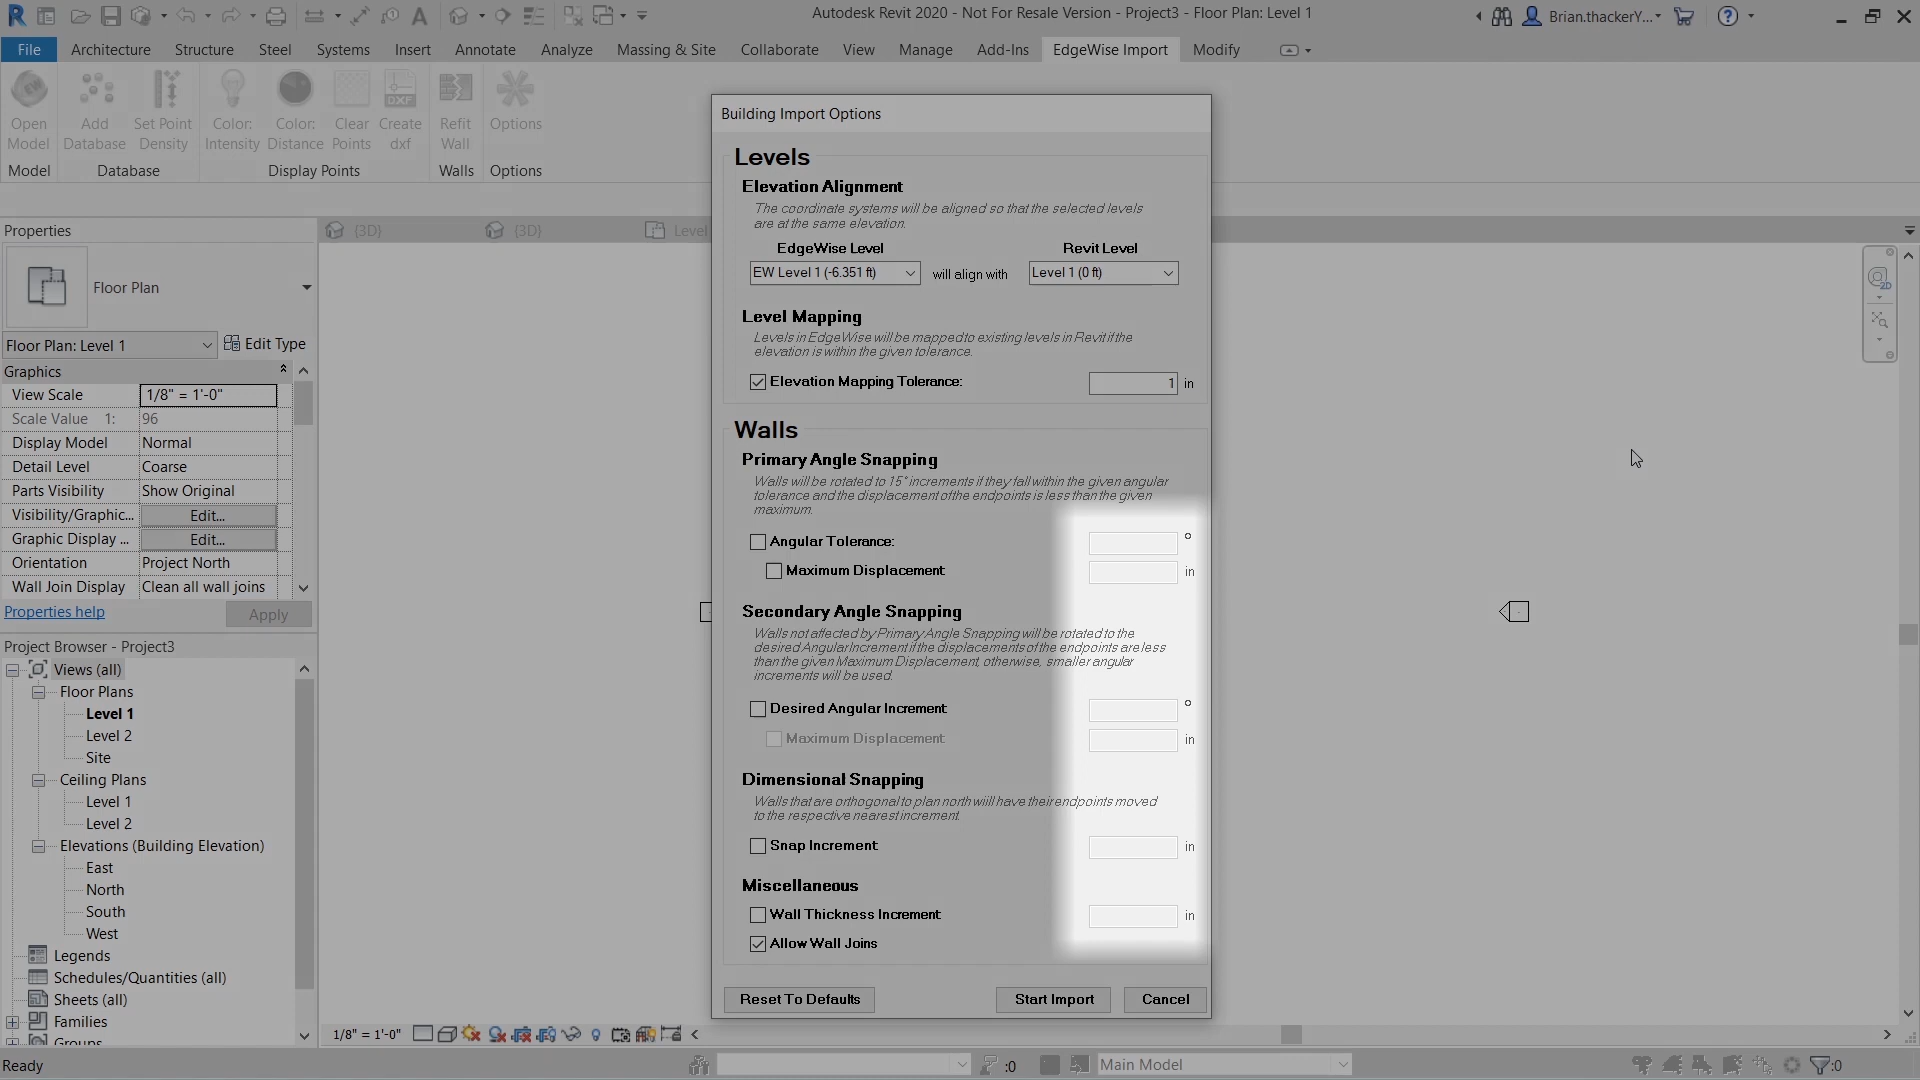 Autodesk Revit 2020 - Not For Resale Version - Project3 - Floor Plan: Level 1
Brian.thackerY...
File Architecture Structure Steel Systems Insert Annotate Analyze Massing & Site Collaborate View Manage Add-Ins EdgeWise Import Modify
Open Model
Add Database
Set Point Density
Color: Intensity
Color: Distance
Clear Points
Create dxf
Refit Wall
Options
Model Database Display Points Walls Options
Properties
{3D} {3D} Level
Floor Plan
Floor Plan: Level 1 Edit Type
Graphics
View Scale 1/8" = 1'-0"
Scale Value 1: 96
Display Model Normal
Detail Level Coarse
Parts Visibility Show Original
Visibility/Graphic... Edit...
Graphic Display ... Edit...
Orientation Project North
Wall Join Display Clean all wall joins
Properties help Apply
Project Browser - Project3
Views (all)
Floor Plans
Level 1
Level 2
Site
Ceiling Plans
Level 1
Level 2
Elevations (Building Elevation)
East
North
South
West
Legends
Schedules/Quantities (all)
Sheets (all)
Families
Groups
Building Import Options
Levels
Elevation Alignment
The coordinate systems will be aligned so that the selected levels
are at the same elevation.
EdgeWise Level Revit Level
EW Level 1 (-6.351 ft) will align with Level 1 (0 ft)
Level Mapping
Levels in EdgeWise will be mapped to existing levels in Revit if the
elevation is within the given tolerance.
Elevation Mapping Tolerance: 1 in
Walls
Primary Angle Snapping
Walls will be rotated to 15° increments if they fall within the given angular
tolerance and the displacement of the endpoints is less than the given
maximum.
Angular Tolerance: °
Maximum Displacement in
Secondary Angle Snapping
Walls not affected by Primary Angle Snapping will be rotated to the
desired Angular Increment if the displacements of the endpoints are less
than the given Maximum Displacement, otherwise, smaller angular
increments will be used.
Desired Angular Increment °
Maximum Displacement in
Dimensional Snapping
Walls that are orthogonal to plan north wiill have their endpoints moved
to the respective nearest increment.
Snap Increment in
Miscellaneous
Wall Thickness Increment in
Allow Wall Joins
Reset To Defaults Start Import Cancel
1/8" = 1'-0"
Ready :0 Main Model :0